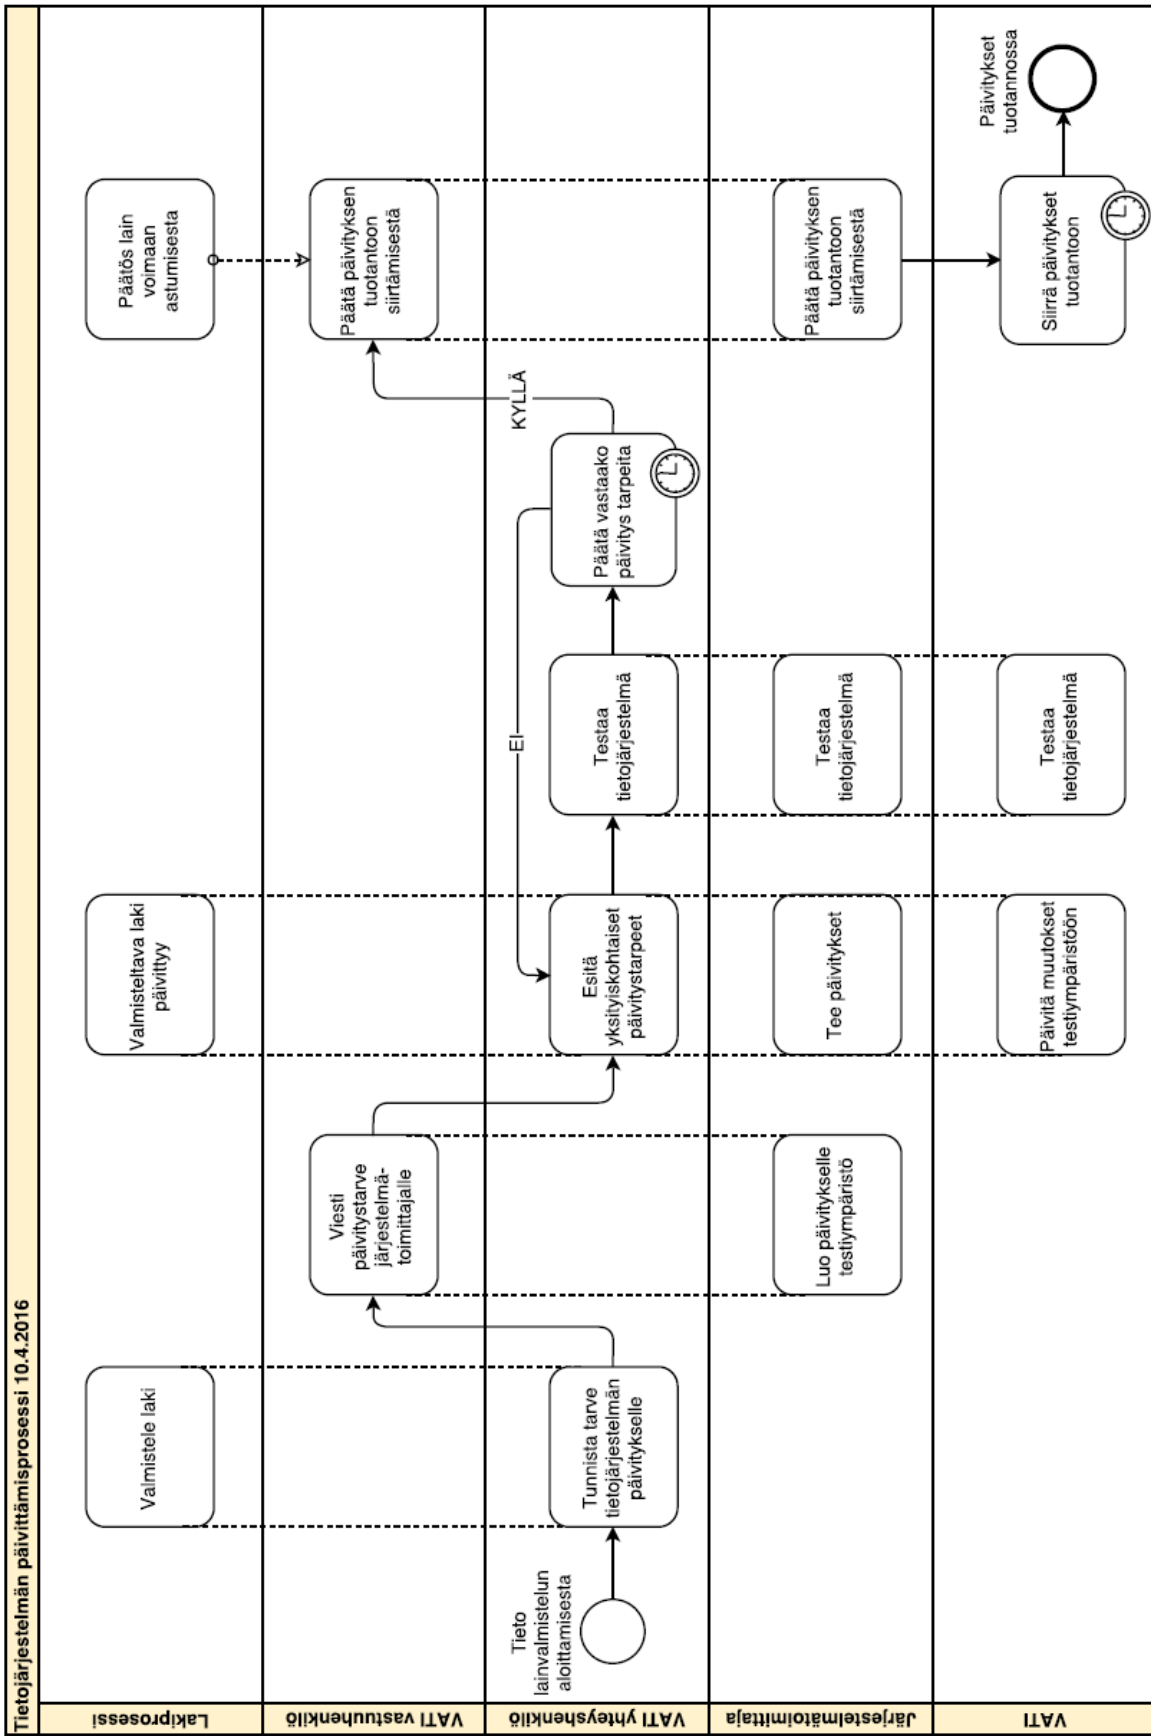 Tietojärjestelmän päivittämisprosessi 10.4.2016
Lakiprosessi
Valmistele laki
Valmisteltava laki
päivittyy
Päätös lain
voimaan
astumisesta
VATI vastuuhenkilö
Viesti
päivitystarve
järjestelmä-
toimittajalle
Päätä päivityksen
tuotantoon
siirtämisestä
VATI yhteyshenkilö
Tieto
lainvalmistelun
aloittamisesta
Tunnista tarve
tietojärjestelmän
päivitykselle
Esitä
yksityiskohtaiset
päivitystarpeet
EI
Testaa
tietojärjestelmä
Päätä vastaako
päivitys tarpeita
KYLLÄ
Järjestelmätoimittaja
Luo päivitykselle
testiympäristö
Tee päivitykset
Testaa
tietojärjestelmä
Päätä päivityksen
tuotantoon
siirtämisestä
VATI
Päivitä muutokset
testiympäristöön
Testaa
tietojärjestelmä
Siirrä päivitykset
tuotantoon
Päivitykset
tuotannossa